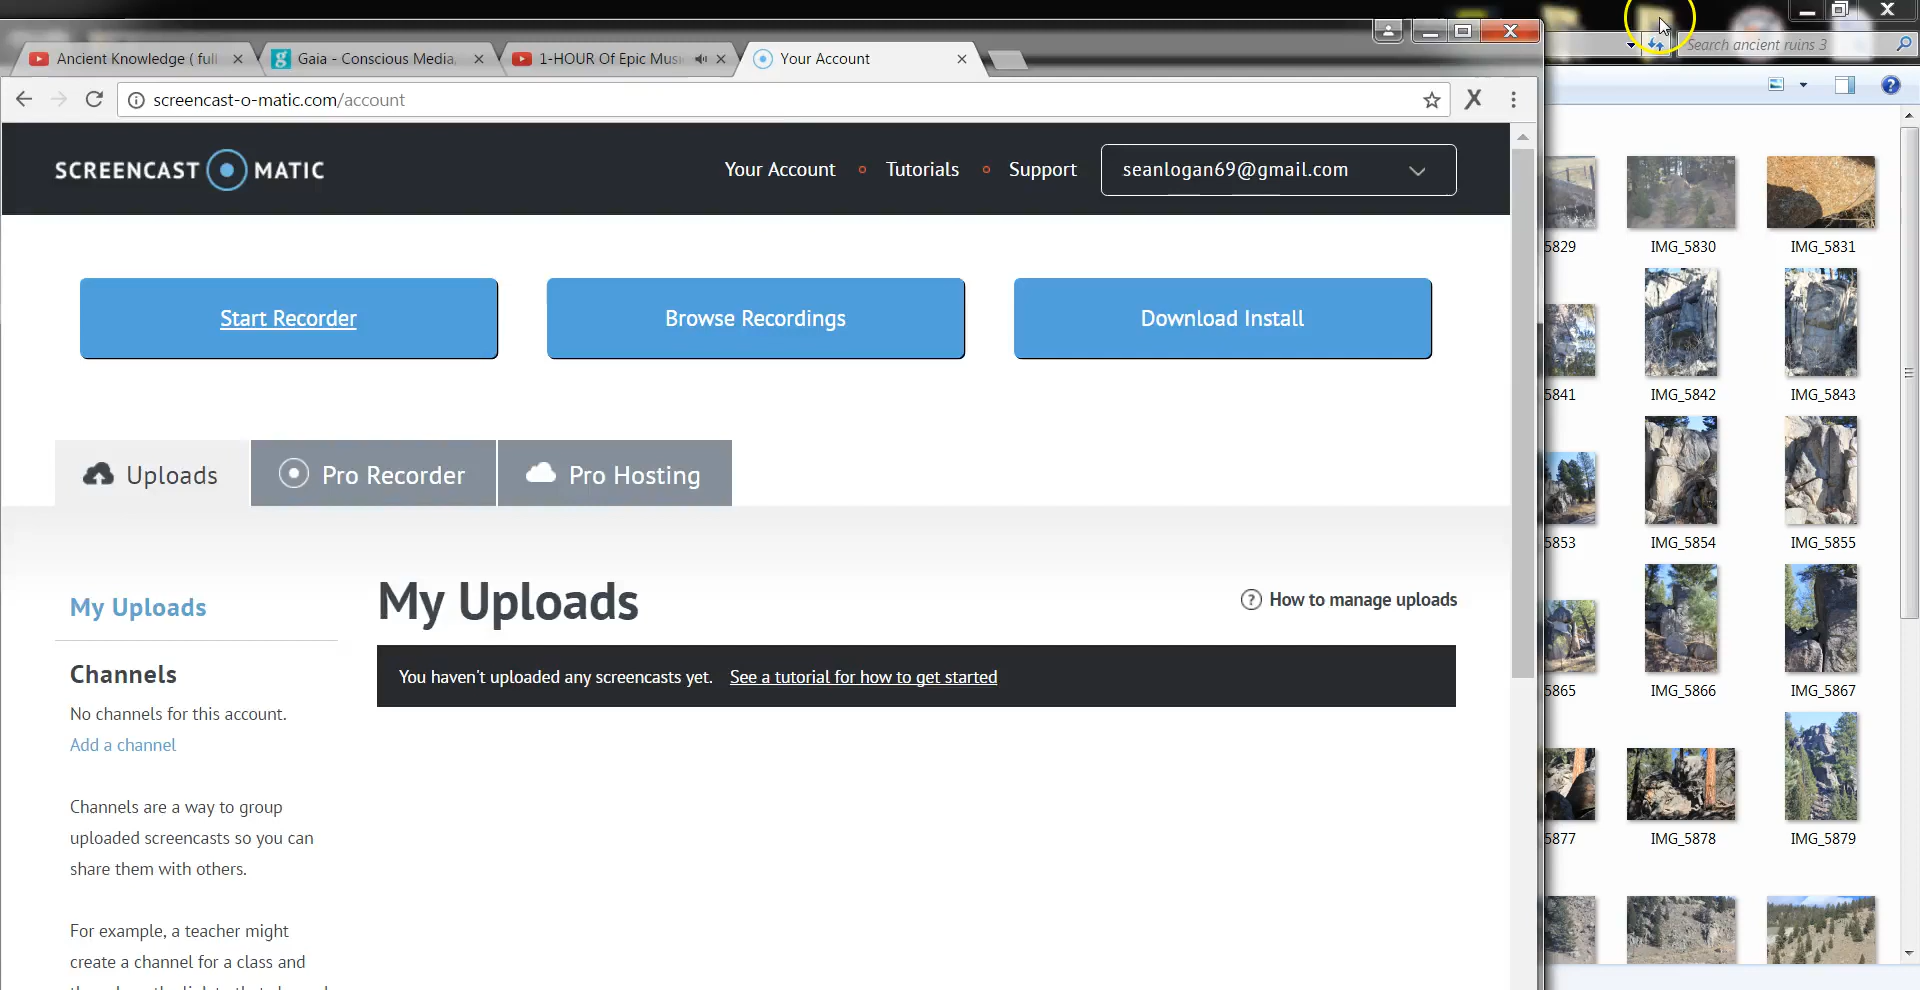 Ancient Knowledge ( full
Gaia - Conscious Media,
1-HOUR Of Epic Musi
Your Account
Search ancient ruins 3
screencast-o-matic.com/account
SCREENCAST MATIC
Your Account
Tutorials
Support
seanlogan69@gmail.com
Start Recorder
Browse Recordings
Download Install
Uploads
Pro Recorder
Pro Hosting
My Uploads
Channels
No channels for this account.
Add a channel
Channels are a way to group
uploaded screencasts so you can
share them with others.
For example, a teacher might
create a channel for a class and
My Uploads
How to manage uploads
You haven't uploaded any screencasts yet. See a tutorial for how to get started
5829 IMG_5830 IMG_5831
5841 IMG_5842 IMG_5843
5853 IMG_5854 IMG_5855
5865 IMG_5866 IMG_5867
5877 IMG_5878 IMG_5879